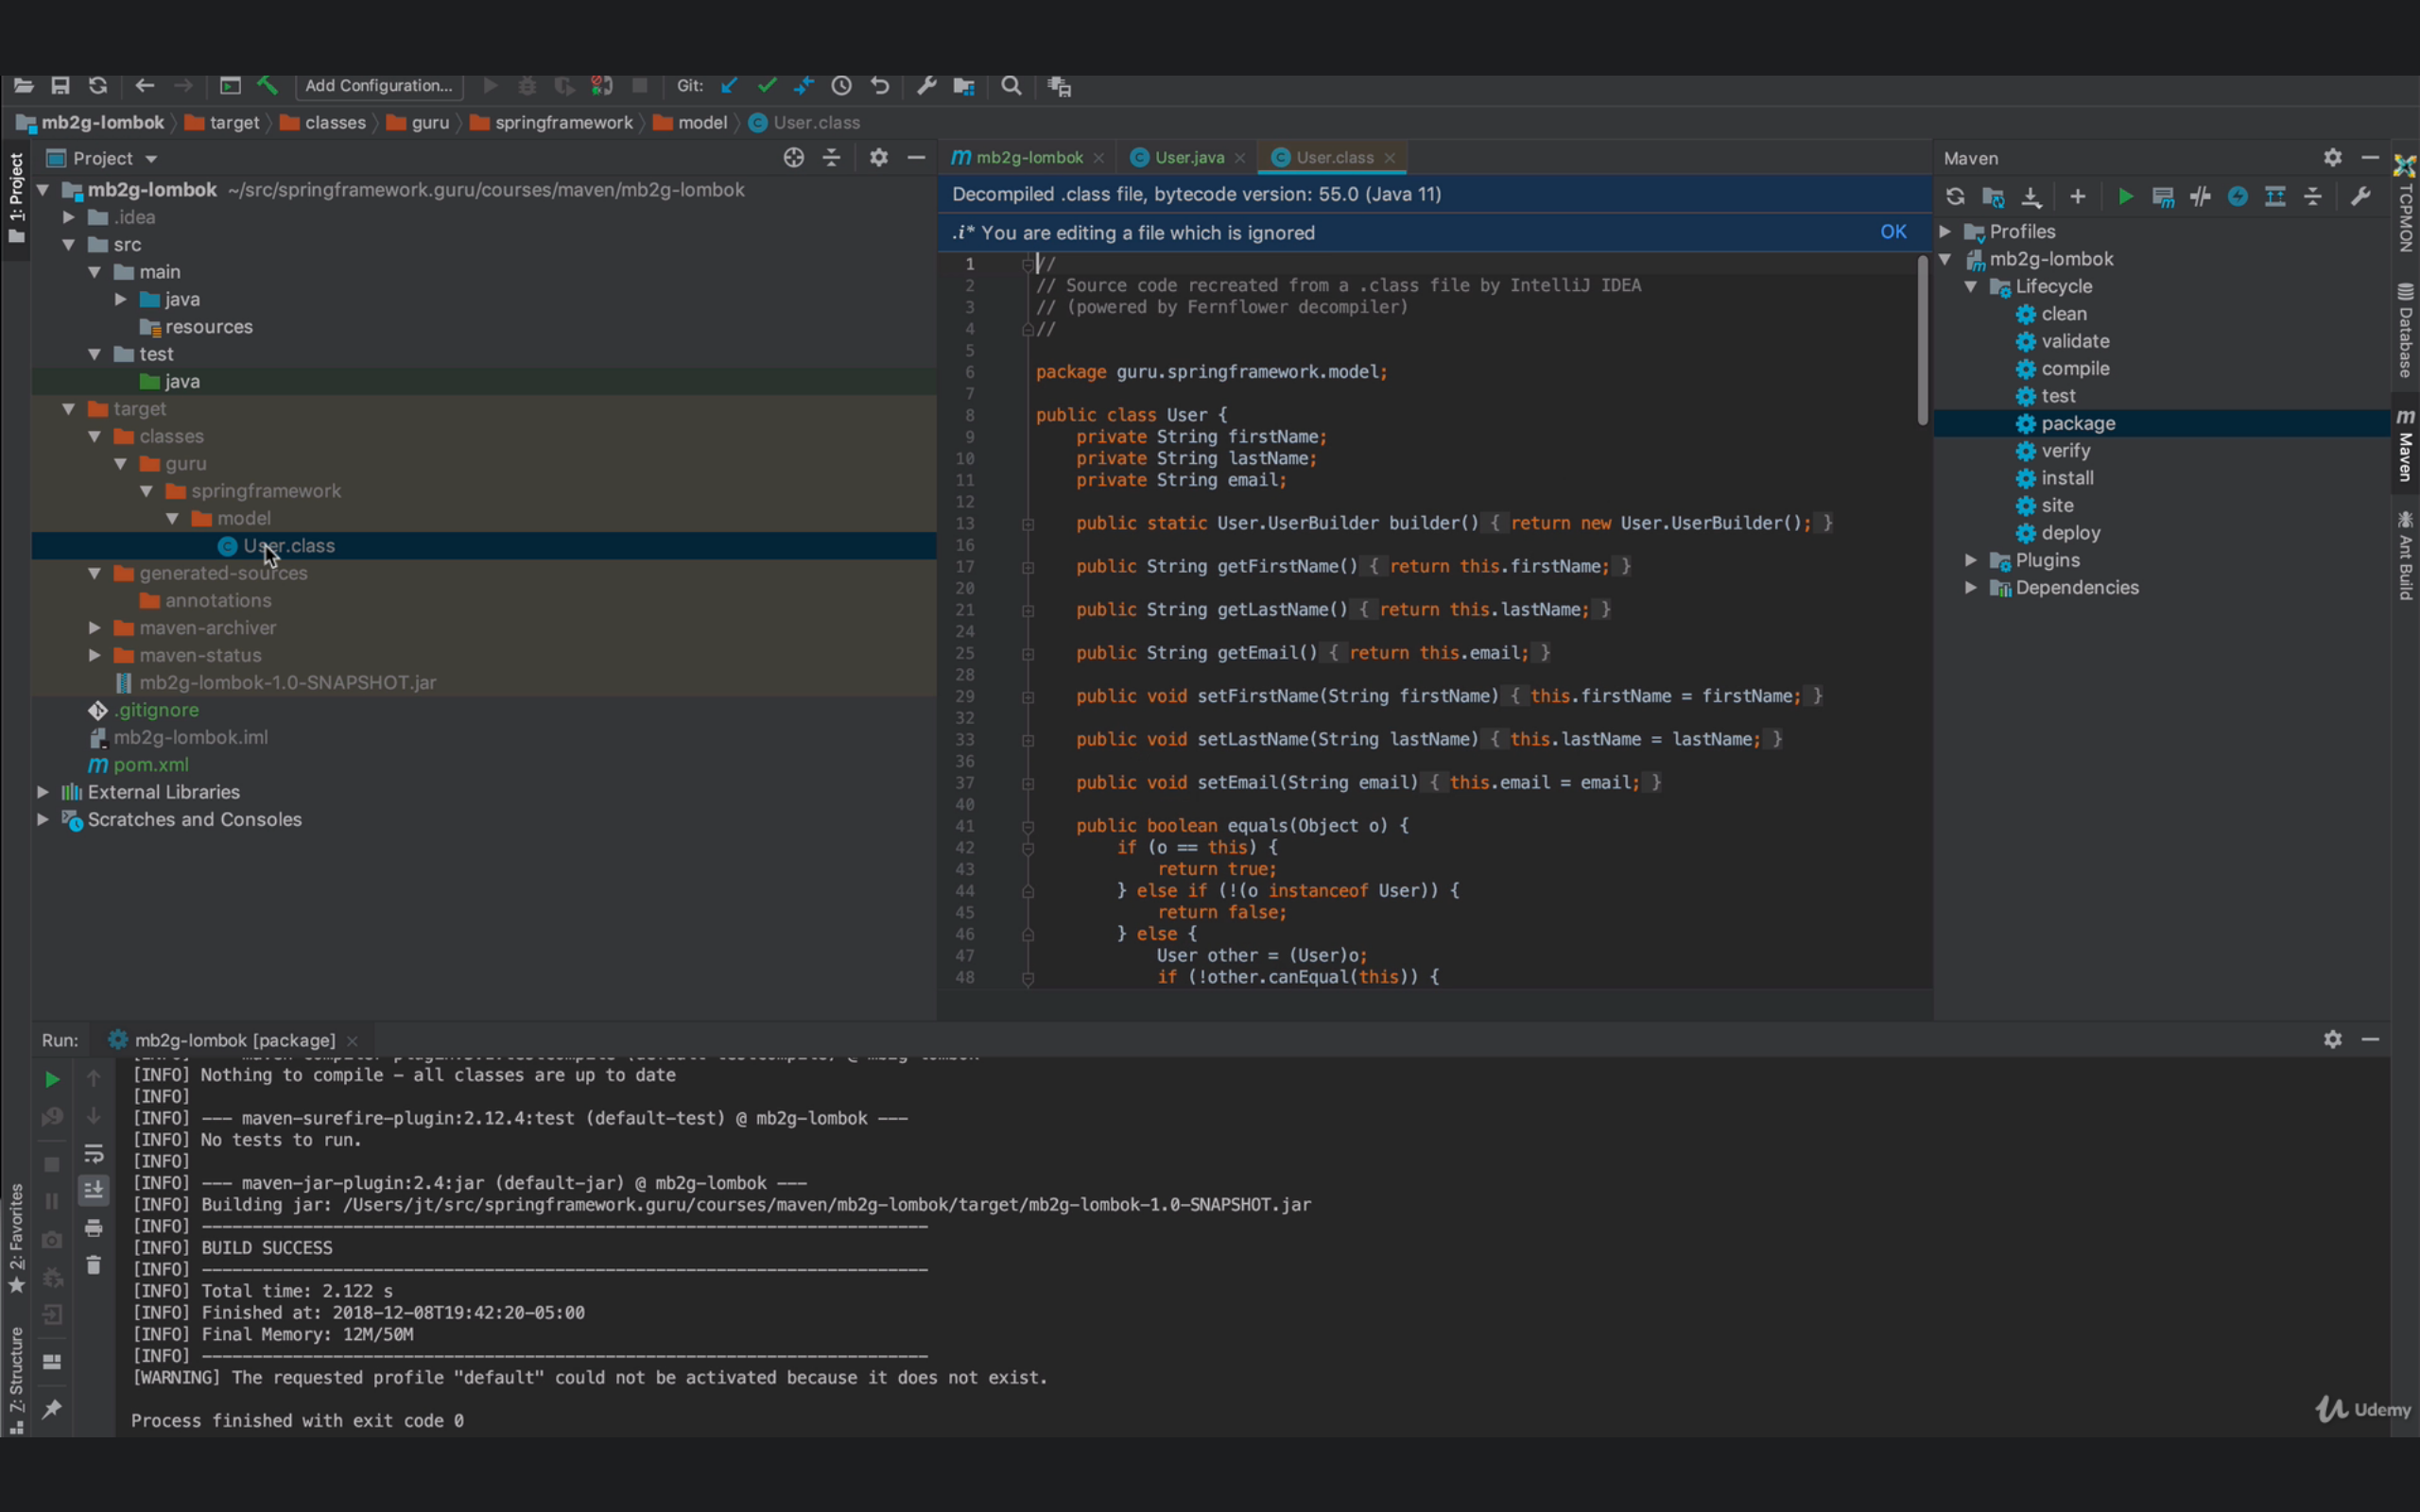 Add Configuration...
Git:
mb2g-lombok
target
classes
guru
springframework
model
User.class
1: Project
Project
mb2g-lombok ~/src/springframework.guru/courses/maven/mb2g-lombok
.idea
src
main
java
resources
test
java
target
classes
guru
springframework
model
User.class
generated-sources
annotations
maven-archiver
maven-status
mb2g-lombok-1.0-SNAPSHOT.jar
.gitignore
mb2g-lombok.iml
pom.xml
External Libraries
Scratches and Consoles
mb2g-lombok
User.java
User.class
Decompiled .class file, bytecode version: 55.0 (Java 11)
.i* You are editing a file which is ignored
OK
1 //
2 // Source code recreated from a .class file by IntelliJ IDEA
3 // (powered by Fernflower decompiler)
4 //
5
6 package guru.springframework.model;
7
8 public class User {
9 private String firstName;
10 private String lastName;
11 private String email;
12
13 public static User.UserBuilder builder() { return new User.UserBuilder(); }
16
17 public String getFirstName() { return this.firstName; }
20
21 public String getLastName() { return this.lastName; }
24
25 public String getEmail() { return this.email; }
28
29 public void setFirstName(String firstName) { this.firstName = firstName; }
32
33 public void setLastName(String lastName) { this.lastName = lastName; }
36
37 public void setEmail(String email) { this.email = email; }
40
41 public boolean equals(Object o) {
42 if (o == this) {
43 return true;
44 } else if (!(o instanceof User)) {
45 return false;
46 } else {
47 User other = (User)o;
48 if (!other.canEqual(this)) {
Maven
Profiles
mb2g-lombok
Lifecycle
clean
validate
compile
test
package
verify
install
site
deploy
Plugins
Dependencies
TCPMON
Database
Maven
Ant Build
Run:
mb2g-lombok [package]
[INFO] Nothing to compile - all classes are up to date
[INFO]
[INFO] --- maven-surefire-plugin:2.12.4:test (default-test) @ mb2g-lombok ---
[INFO] No tests to run.
[INFO]
[INFO] --- maven-jar-plugin:2.4:jar (default-jar) @ mb2g-lombok ---
[INFO] Building jar: /Users/jt/src/springframework.guru/courses/maven/mb2g-lombok/target/mb2g-lombok-1.0-SNAPSHOT.jar
[INFO] ------------------------------------------------------------------------
[INFO] BUILD SUCCESS
[INFO] ------------------------------------------------------------------------
[INFO] Total time: 2.122 s
[INFO] Finished at: 2018-12-08T19:42:20-05:00
[INFO] Final Memory: 12M/50M
[INFO] ------------------------------------------------------------------------
[WARNING] The requested profile "default" could not be activated because it does not exist.
Process finished with exit code 0
2: Favorites
7: Structure
Udemy